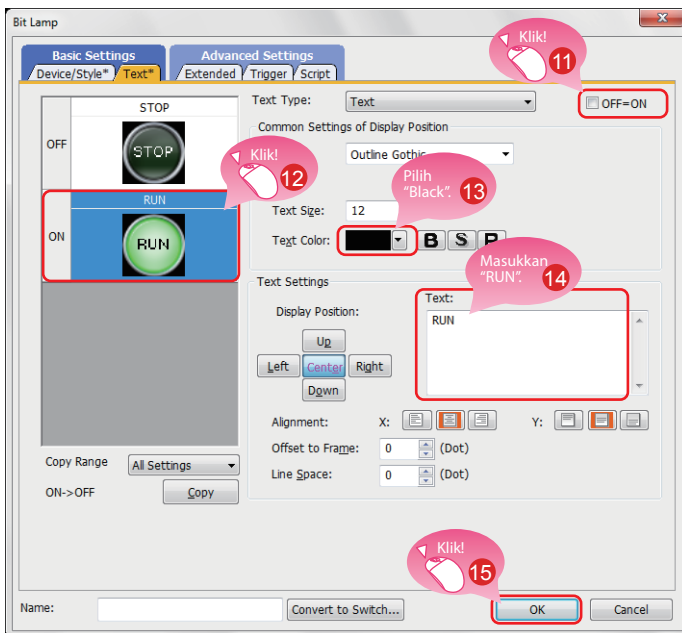 Bit Lamp
x
Basic Settings
Advanced Settings
Device/Style* Text* Extended Trigger Script
Klik!
11
STOP
OFF
STOP
RUN
ON
RUN
Klik!
12
Text Type: Text
OFF=ON
Common Settings of Display Position
Outline Gothic
Pilih
"Black". 13
Text Size: 12
Text Color: B S R
Masukkan
"RUN". 14
Text Settings
Text:
Display Position:
RUN
Up
Left Center Right
Down
Alignment: X: Y:
Offset to Frame: 0 (Dot)
Line Space: 0 (Dot)
Copy Range All Settings
ON->OFF Copy
Klik!
15
Name: Convert to Switch... OK Cancel